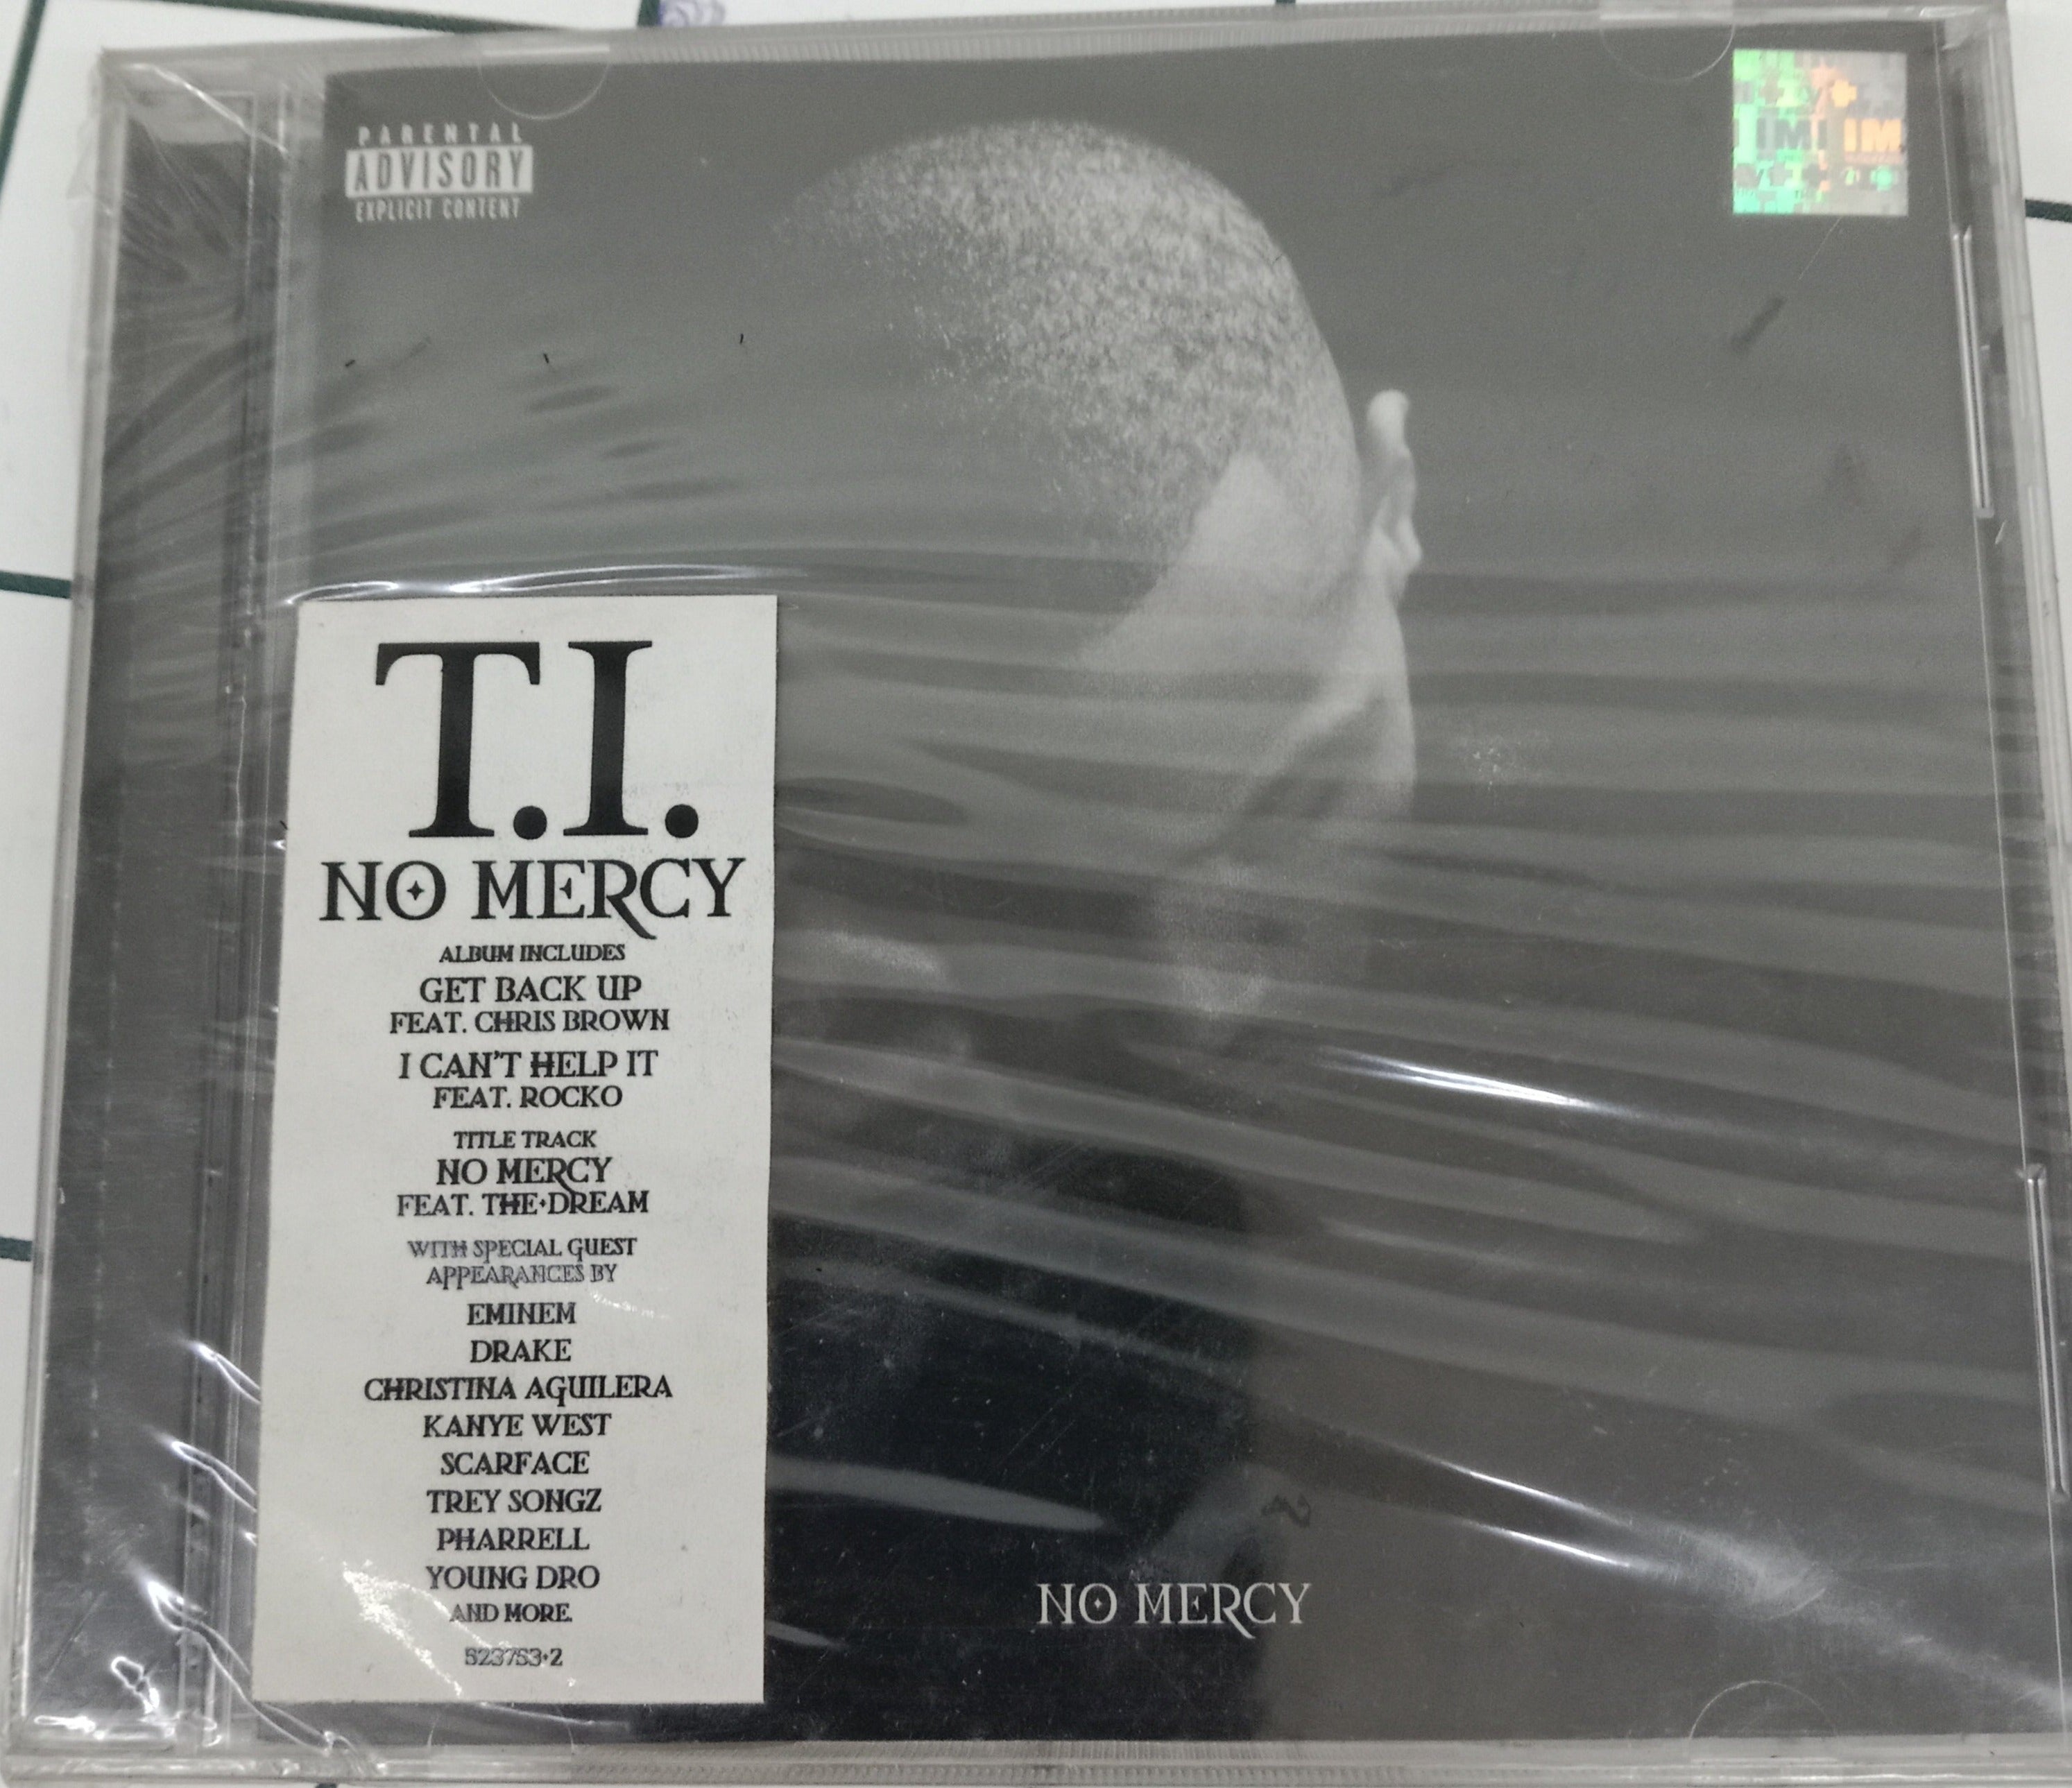 PARENTAL
ADVISORY
EXPLICIT CONTENT
T.I.
NO MERCY
ALBUM INCLUDES
GET BACK UP
FEAT. CHRIS BROWN
I CAN'T HELP IT
FEAT. ROCKO
TITLE TRACK
NO MERCY
FEAT. THE•DREAM
WITH SPECIAL GUEST
APPEARANCES BY
EMINEM
DRAKE
CHRISTINA AGUILERA
KANYE WEST
SCARFACE
TREY SONGZ
PHARRELL
YOUNG DRO
AND MORE.
523753•2
NO MERCY